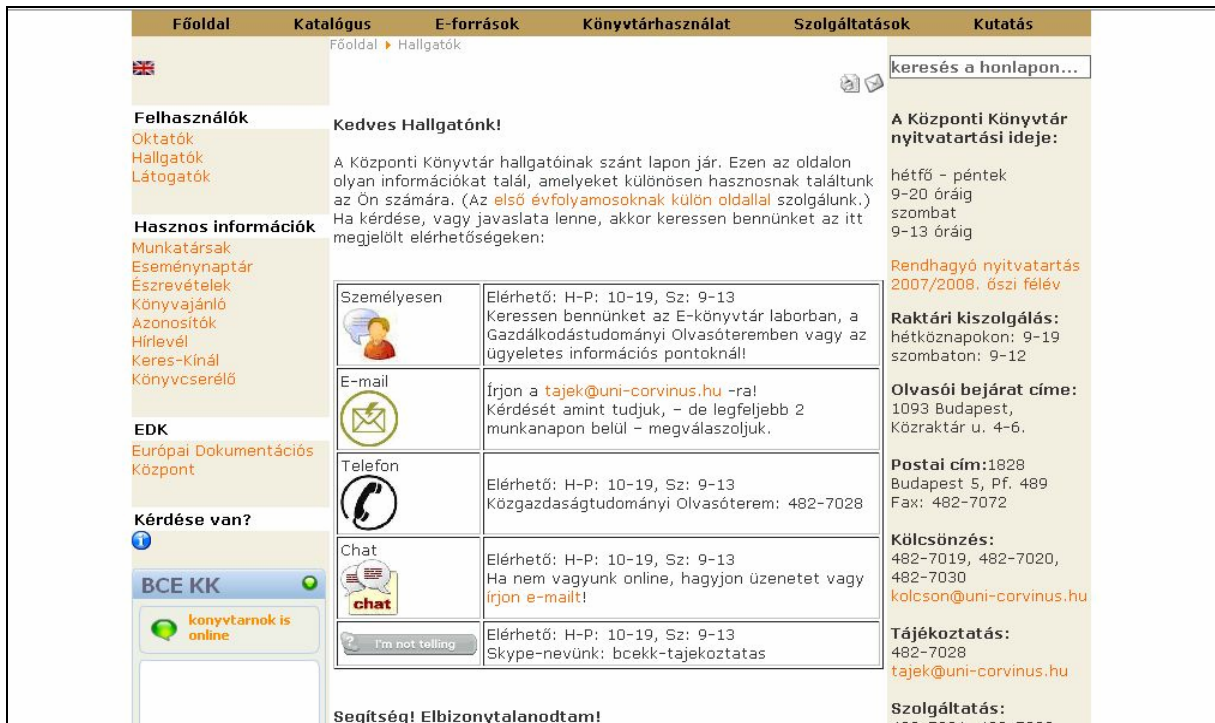 Főoldal Katalógus E-források Könyvtárhasználat Szolgáltatások Kutatás
Főoldal Hallgatók
Felhasználók
Oktatók
Hallgatók
Látogatók
Hasznos információk
Munkatársak
Eseménynaptár
Észrevételek
Könyvajánló
Azonosítók
Hírlevél
Keres-Kínál
Könyvcserélő
EDK
Európai Dokumentációs
Központ
Kérdése van?
BCE KK
konyvtarnok is
online
Kedves Hallgatónk!
A Központi Könyvtár hallgatóinak szánt lapon jár. Ezen az oldalon
olyan információkat talál, amelyeket különösen hasznosnak találtunk
az Ön számára. (Az első évfolyamosoknak külön oldallal szolgálunk.)
Ha kérdése, vagy javaslata lenne, akkor keressen bennünket az itt
megjelölt elérhetőségeken:
Személyesen
Elérhető: H-P: 10-19, Sz: 9-13
Keressen bennünket az E-könyvtár laborban, a
Gazdálkodástudományi Olvasóteremben vagy az
ügyeletes információs pontoknál!
E-mail
Írjon a tajek@uni-corvinus.hu -ra!
Kérdését amint tudjuk, - de legfeljebb 2
munkanapon belül - megválaszoljuk.
Telefon
Elérhető: H-P: 10-19, Sz: 9-13
Közgazdaságtudományi Olvasóterem: 482-7028
Chat
chat
Elérhető: H-P: 10-19, Sz: 9-13
Ha nem vagyunk online, hagyjon üzenetet vagy
írjon e-mailt!
I'm not telling
Elérhető: H-P: 10-19, Sz: 9-13
Skype-nevünk: bcekk-tajekoztatas
Segítség! Elbizonytalanodtam!
keresés a honlapon...
A Központi Könyvtár
nyitvatartási ideje:
hétfő - péntek
9-20 óráig
szombat
9-13 óráig
Rendhagyó nyitvatartás
2007/2008. őszi félév
Raktári kiszolgálás:
hétköznapokon: 9-19
szombaton: 9-12
Olvasói bejárat címe:
1093 Budapest,
Közraktár u. 4-6.
Postai cím:1828
Budapest 5, Pf. 489
Fax: 482-7072
Kölcsönzés:
482-7019, 482-7020,
482-7030
kolcson@uni-corvinus.hu
Tájékoztatás:
482-7028
tajek@uni-corvinus.hu
Szolgáltatás: